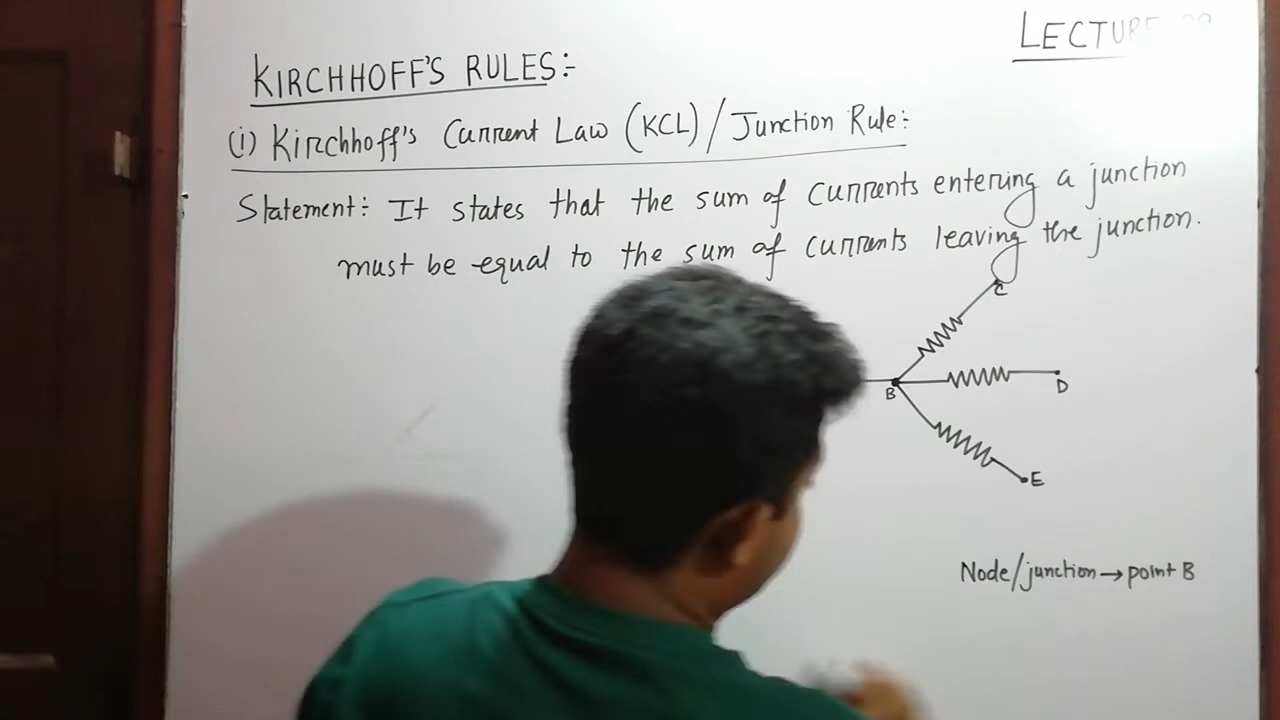 LECTURE
KIRCHHOFF'S RULES:-
(i) Kirchhoff's Current Law (KCL)/Junction Rule:-
Statement:- It states that the sum of currents entering a junction
must be equal to the sum of currents leaving the junction.
C
B
D
E
Node/junction→point B